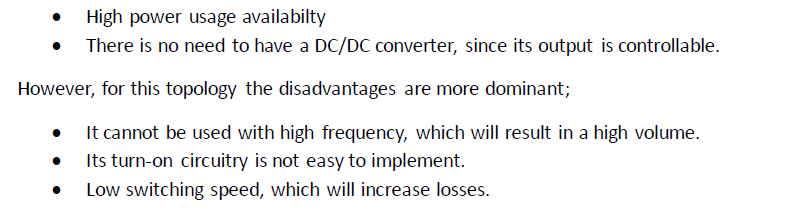 • High power usage availabilty
• There is no need to have a DC/DC converter, since its output is controllable.
However, for this topology the disadvantages are more dominant;
• It cannot be used with high frequency, which will result in a high volume.
• Its turn-on circuitry is not easy to implement.
• Low switching speed, which will increase losses.